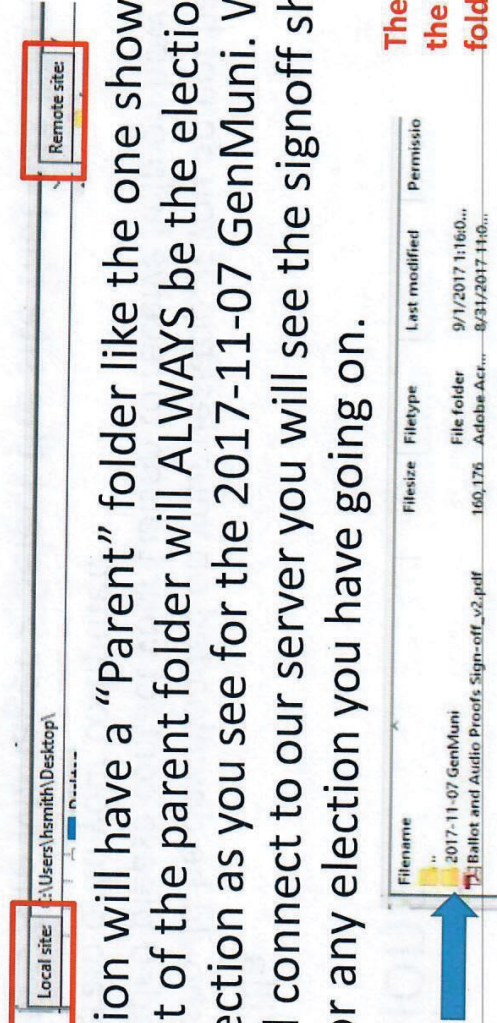 Local site: :\Users\hsmith\Desktop\
Remote site:
ion will have a "Parent" folder like the one show
t of the parent folder will ALWAYS be the electio
ection as you see for the 2017-11-07 GenMuni. W
l connect to our server you will see the signoff sh
or any election you have going on.
Filename Filesize Filetype Last modified Permissio
..
2017-11-07 GenMuni File folder 9/1/2017 1:16:0...
Ballot and Audio Proofs Sign-off_v2.pdf 160,176 Adobe Acr... 8/31/2017 11:0...
The
the
fold